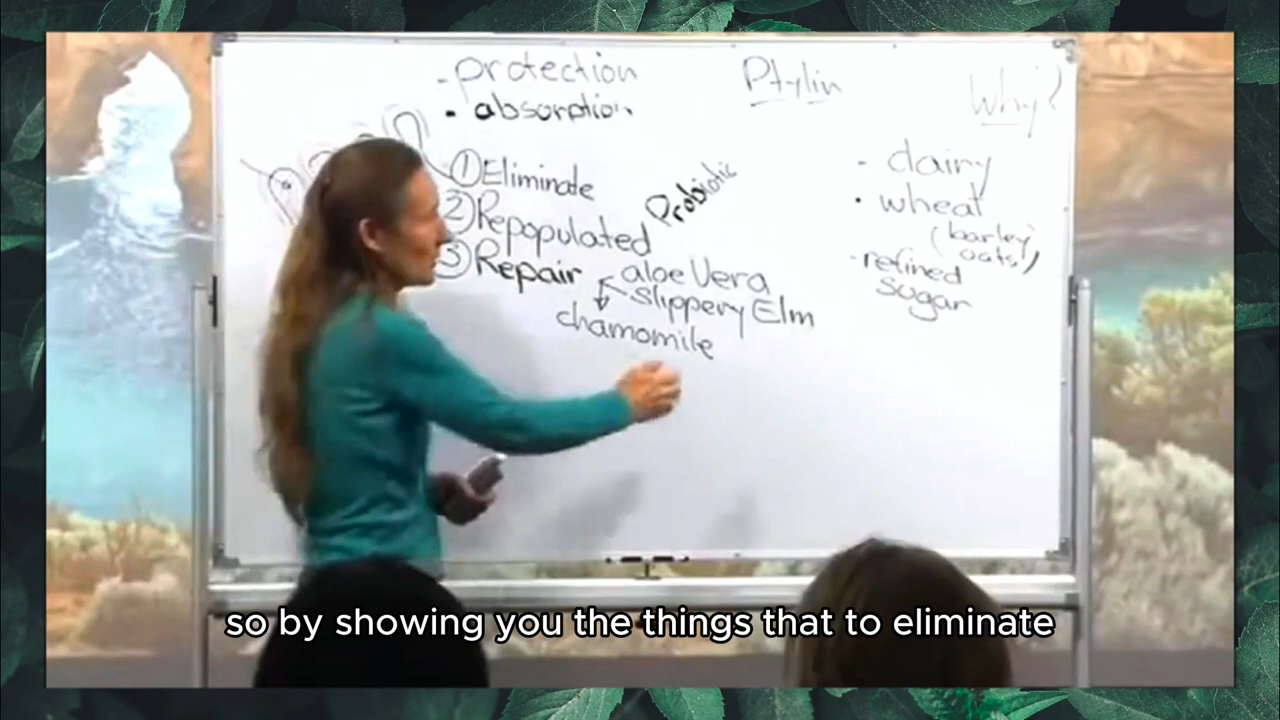 - protection
• absorption
① Eliminate
② Repopulated
Probiotic
③ Repair
aloe Vera
Slippery Elm
chamomile
Ptylin
Why?
- dairy
• wheat
(barley,
oats!)
- refined
sugar
so by showing you the things that to eliminate